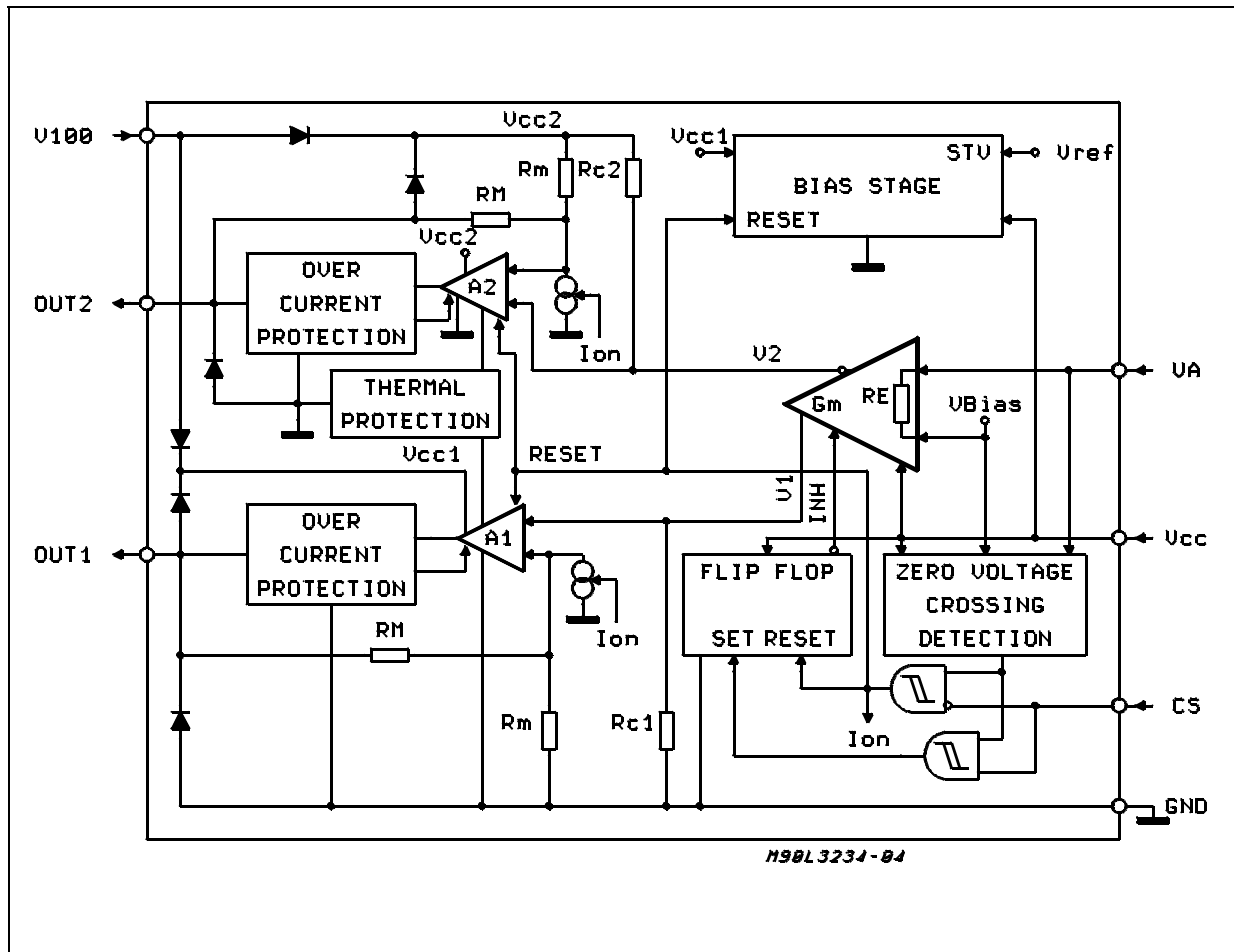 V100
Vcc2
Vcc1
STV
Vref
Rm
Rc2
BIAS STAGE
RM
RESET
Vcc2
OVER
CURRENT
PROTECTION
A2
OUT2
Ion
V2
VA
THERMAL
PROTECTION
Gm
RE
VBias
Vcc1
RESET
V1
INH
OVER
CURRENT
PROTECTION
A1
OUT1
Vcc
FLIP FLOP
SET RESET
ZERO VOLTAGE
CROSSING
DETECTION
Ion
RM
Rm
Rc1
Ion
CS
GND
M90L3234-04